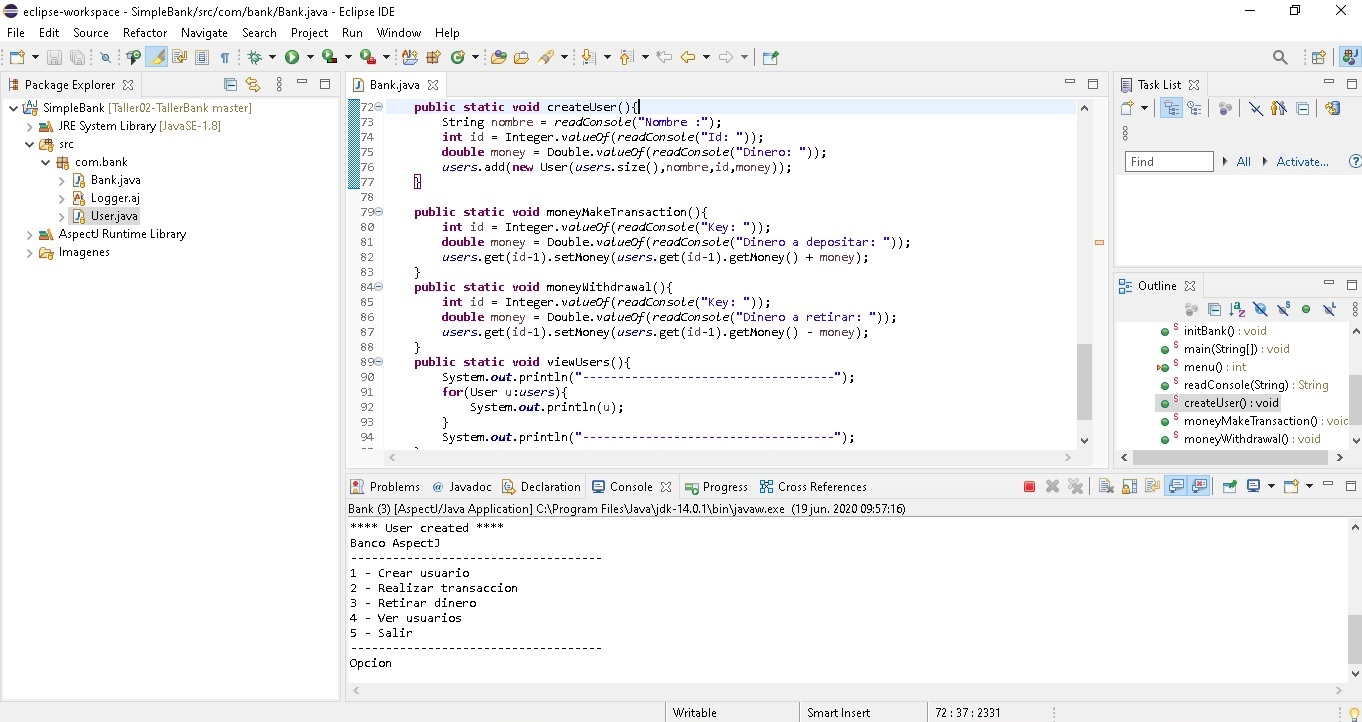 eclipse-workspace - SimpleBank/src/com/bank/Bank.java - Eclipse IDE
File Edit Source Refactor Navigate Search Project Run Window Help
Package Explorer
SimpleBank [Taller02-TallerBank master]
JRE System Library [JavaSE-1.8]
src
com.bank
Bank.java
Logger.aj
User.java
AspectJ Runtime Library
Imagenes
Bank.java
72 public static void createUser(){
73 String nombre = readConsole("Nombre :");
74 int id = Integer.valueOf(readConsole("Id: "));
75 double money = Double.valueOf(readConsole("Dinero: "));
76 users.add(new User(users.size(),nombre,id,money));
77 }
78
79 public static void moneyMakeTransaction(){
80 int id = Integer.valueOf(readConsole("Key: "));
81 double money = Double.valueOf(readConsole("Dinero a depositar: "));
82 users.get(id-1).setMoney(users.get(id-1).getMoney() + money);
83 }
84 public static void moneyWithdrawal(){
85 int id = Integer.valueOf(readConsole("Key: "));
86 double money = Double.valueOf(readConsole("Dinero a retirar: "));
87 users.get(id-1).setMoney(users.get(id-1).getMoney() - money);
88 }
89 public static void viewUsers(){
90 System.out.println("------------------------------------");
91 for(User u:users){
92 System.out.println(u);
93 }
94 System.out.println("------------------------------------");
Task List
Find All Activate...
Outline
initBank() : void
main(String[]) : void
menu() : int
readConsole(String) : String
createUser() : void
moneyMakeTransaction() : voic
moneyWithdrawal() : void
Problems Javadoc Declaration Console Progress Cross References
Bank (3) [AspectJ/Java Application] C:\Program Files\Java\jdk-14.0.1\bin\javaw.exe (19 jun. 2020 09:57:16)
**** User created ****
Banco AspectJ
------------------------------------
1 - Crear usuario
2 - Realizar transaccion
3 - Retirar dinero
4 - Ver usuarios
5 - Salir
------------------------------------
Opcion
Writable Smart Insert 72 : 37 : 2331